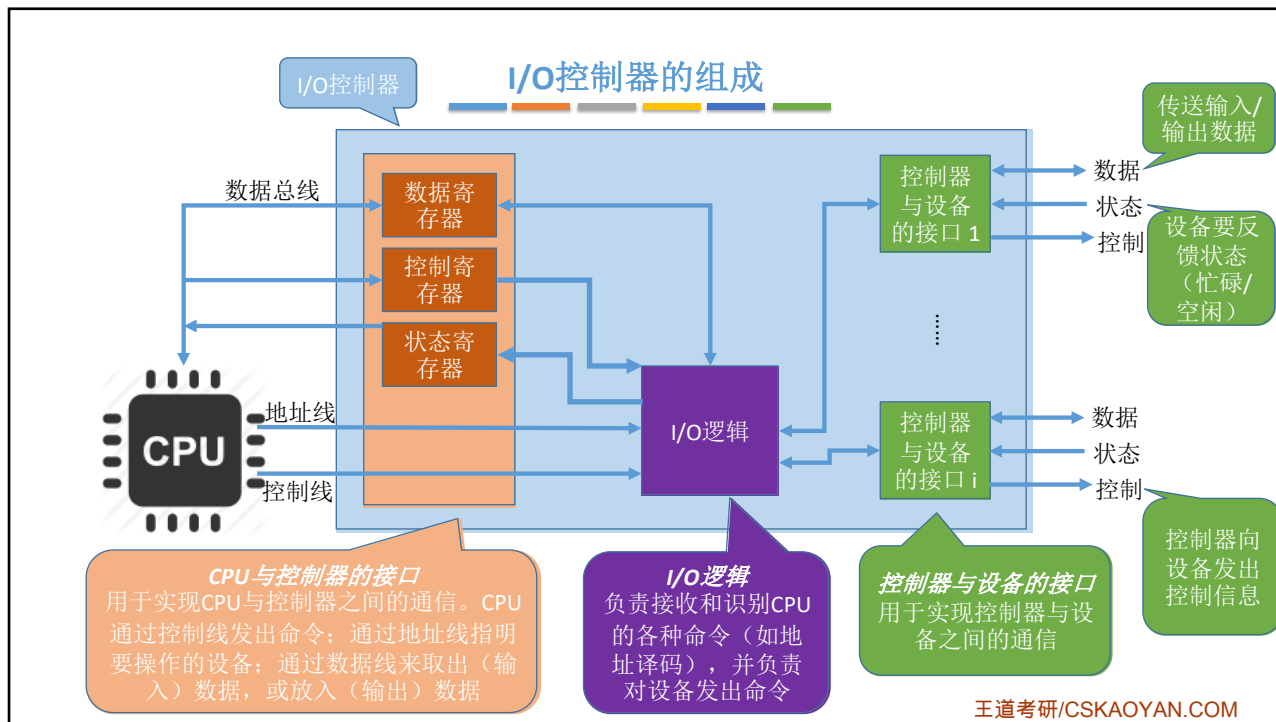 I/O控制器的组成
I/O控制器
传送输入/
输出数据
数据总线
数据寄
存器
控制器
与设备
的接口 1
数据
状态
控制
设备要反
馈状态
（忙碌/
空闲）
控制寄
存器
状态寄
存器
……
CPU
地址线
控制线
I/O逻辑
控制器
与设备
的接口 i
数据
状态
控制
控制器向
设备发出
控制信息
CPU与控制器的接口
用于实现CPU与控制器之间的通信。CPU
通过控制线发出命令；通过地址线指明
要操作的设备；通过数据线来取出（输
入）数据，或放入（输出）数据
I/O逻辑
负责接收和识别CPU
的各种命令（如地
址译码），并负责
对设备发出命令
控制器与设备的接口
用于实现控制器与设
备之间的通信
王道考研/CSKAOYAN.COM